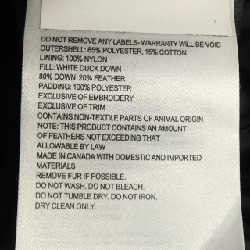 DO NOT REMOVE ANY LABELS-WARRANTY WILL BE VOID
OUTERSHELL: 85% POLYESTER, 15% COTTON
LINING: 100% NYLON
FILL: WHITE DUCK DOWN
80% DOWN 20% FEATHER
PADDING: 100% POLYESTER
EXCLUSIVE OF EMBROIDERY
EXCLUSIVE OF TRIM
CONTAINS NON-TEXTILE PARTS OF ANIMAL ORIGIN
NOTE: THIS PRODUCT CONTAINS AN AMOUNT
OF FEATHERS NOT EXCEEDING THAT
ALLOWABLE BY LAW
MADE IN CANADA WITH DOMESTIC AND IMPORTED
MATERIALS
REMOVE FUR IF POSSIBLE.
DO NOT WASH. DO NOT BLEACH.
DO NOT TUMBLE DRY. DO NOT IRON.
DRY CLEAN ONLY.